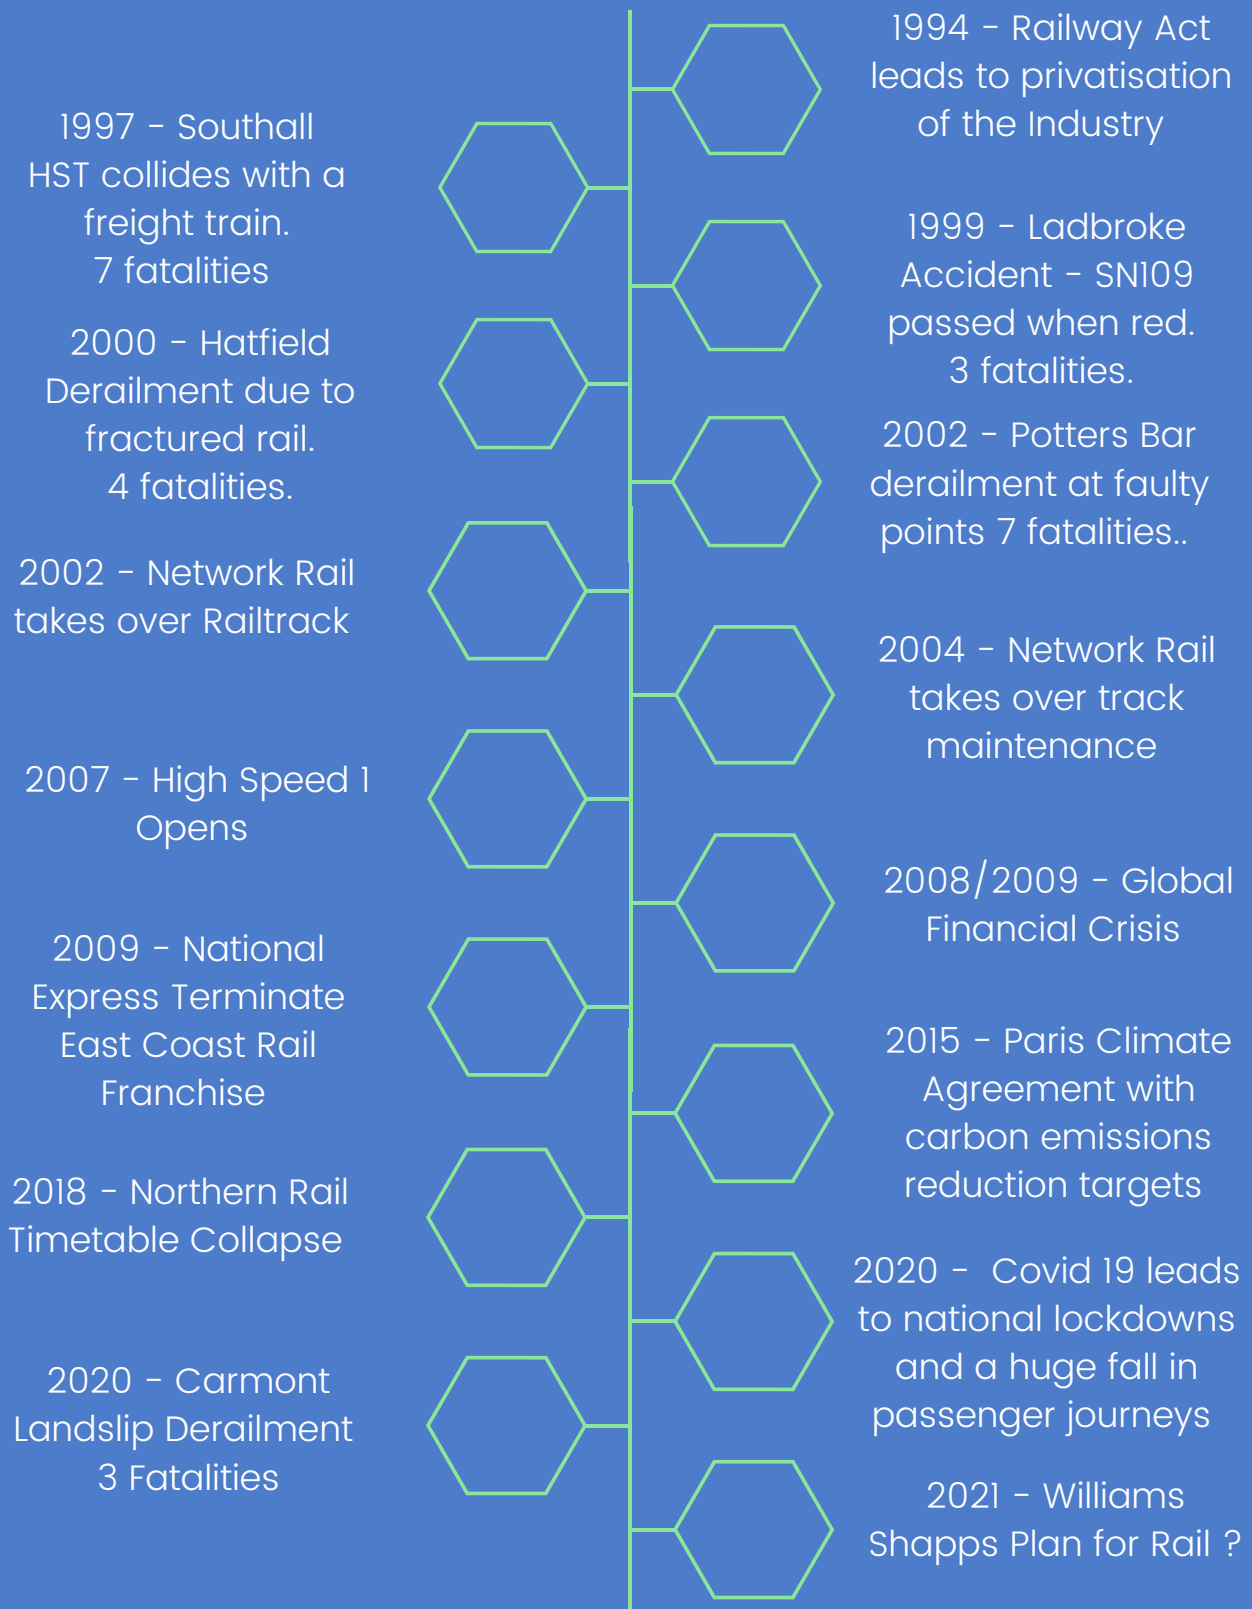 1994 - Railway Act
leads to privatisation
of the Industry
1997 - Southall
HST collides with a
freight train.
7 fatalities
1999 - Ladbroke
Accident - SN109
passed when red.
3 fatalities.
2000 - Hatfield
Derailment due to
fractured rail.
4 fatalities.
2002 - Potters Bar
derailment at faulty
points 7 fatalities..
2002 - Network Rail
takes over Railtrack
2004 - Network Rail
takes over track
maintenance
2007 - High Speed 1
Opens
2008/2009 - Global
Financial Crisis
2009 - National
Express Terminate
East Coast Rail
Franchise
2015 - Paris Climate
Agreement with
carbon emissions
reduction targets
2018 - Northern Rail
Timetable Collapse
2020 - Covid 19 leads
to national lockdowns
and a huge fall in
passenger journeys
2020 - Carmont
Landslip Derailment
3 Fatalities
2021 - Williams
Shapps Plan for Rail ?